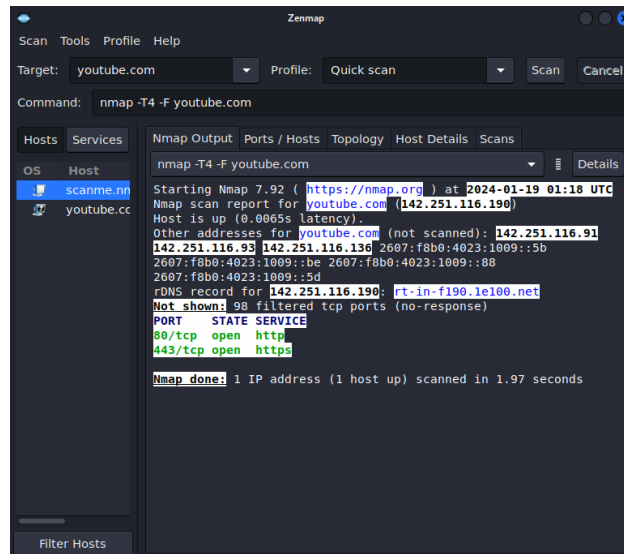 Zenmap
Scan Tools Profile Help
Target: youtube.com Profile: Quick scan Scan Cancel
Command: nmap -T4 -F youtube.com
Hosts Services
Nmap Output Ports / Hosts Topology Host Details Scans
OS Host
scanme.nn
youtube.cc
nmap -T4 -F youtube.com Details
Starting Nmap 7.92 ( https://nmap.org ) at 2024-01-19 01:18 UTC
Nmap scan report for youtube.com (142.251.116.190)
Host is up (0.0065s latency).
Other addresses for youtube.com (not scanned): 142.251.116.91
142.251.116.93 142.251.116.136 2607:f8b0:4023:1009::5b
2607:f8b0:4023:1009::be 2607:f8b0:4023:1009::88
2607:f8b0:4023:1009::5d
rDNS record for 142.251.116.190: rt-in-f190.1e100.net
Not shown: 98 filtered tcp ports (no-response)
PORT STATE SERVICE
80/tcp open http
443/tcp open https
Nmap done: 1 IP address (1 host up) scanned in 1.97 seconds
Filter Hosts